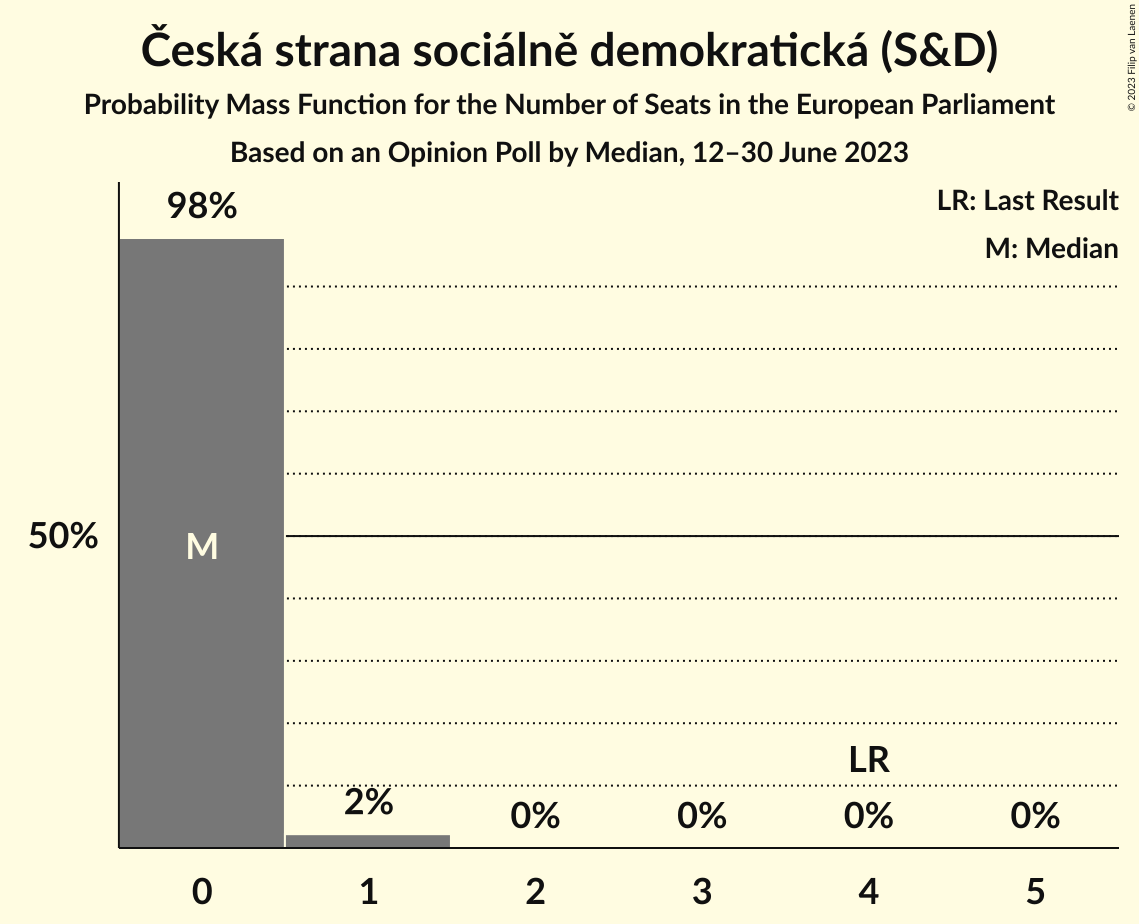 Česká strana sociálně demokratická (S&D)
Probability Mass Function for the Number of Seats in the European Parliament
Based on an Opinion Poll by Median, 12–30 June 2023
© 2023 Filip van Laenen
LR: Last Result
M: Median
98%
50%
M
LR
2%
0%
0%
0%
0%
0
1
2
3
4
5